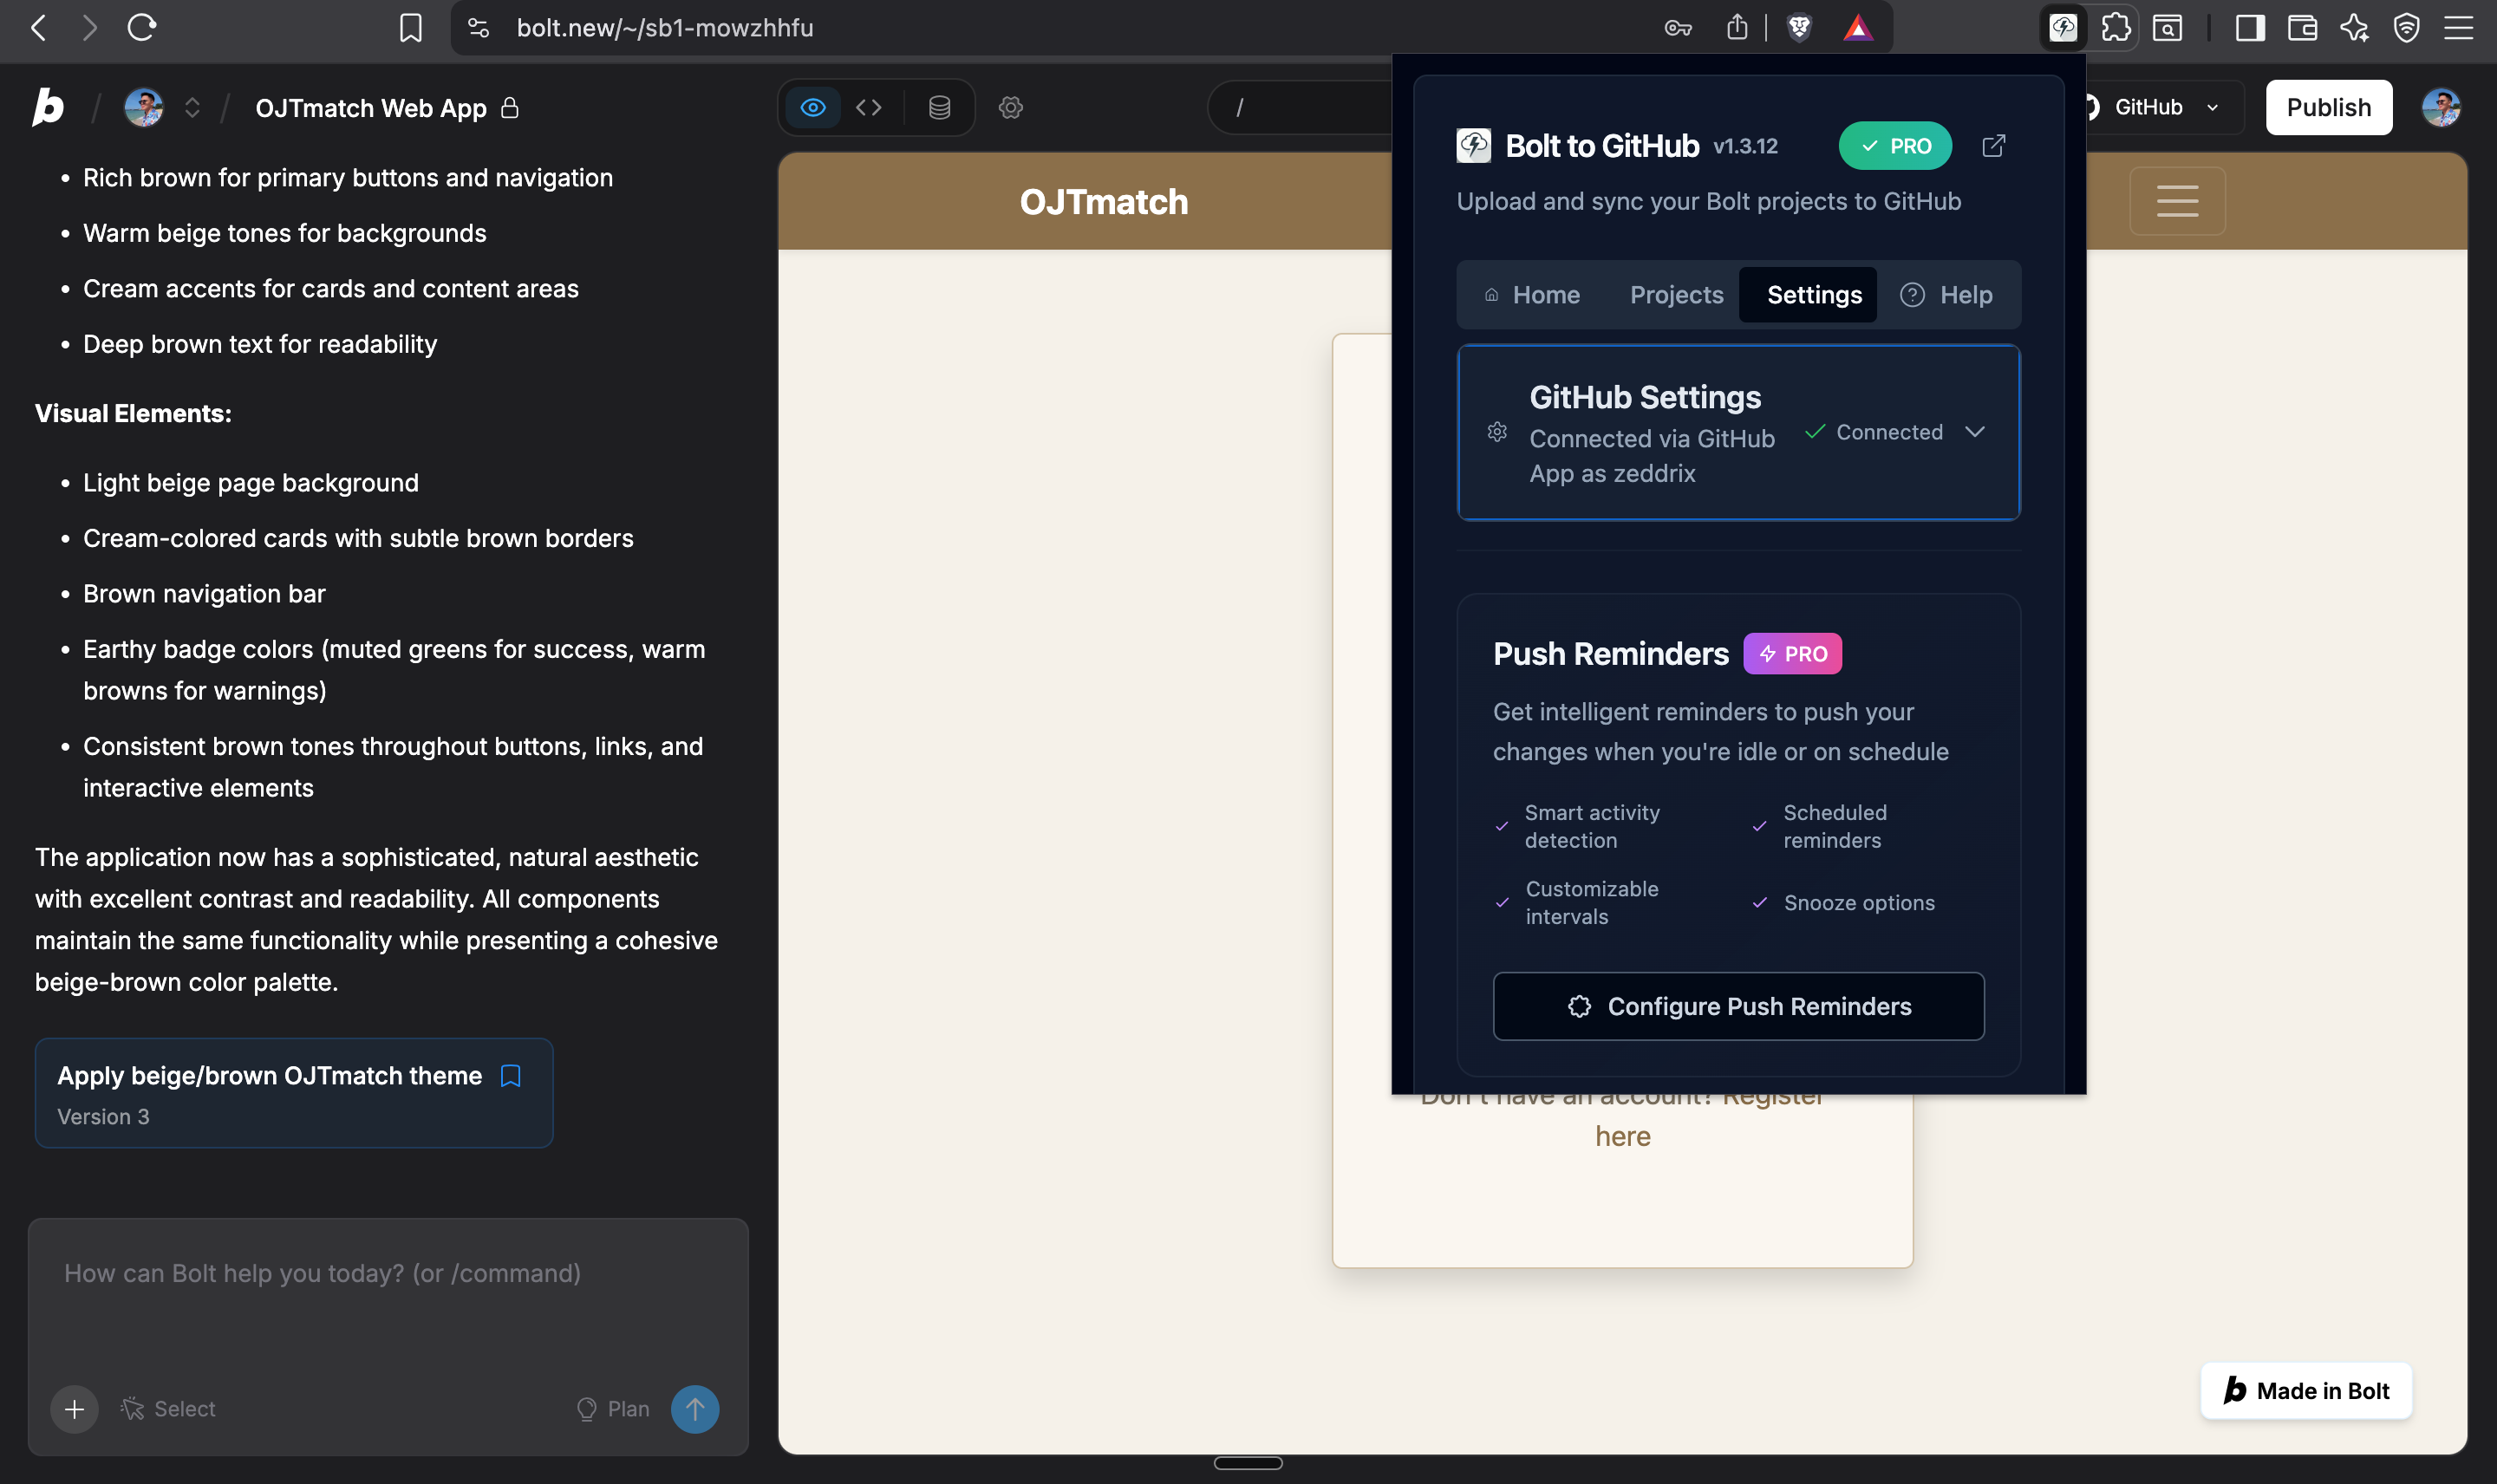 bolt.new/~/sb1-mowzhhfu
OJTmatch Web App
/
GitHub
Publish
Rich brown for primary buttons and navigation
Warm beige tones for backgrounds
Cream accents for cards and content areas
Deep brown text for readability
Visual Elements:
Light beige page background
Cream-colored cards with subtle brown borders
Brown navigation bar
Earthy badge colors (muted greens for success, warm
browns for warnings)
Consistent brown tones throughout buttons, links, and
interactive elements
The application now has a sophisticated, natural aesthetic
with excellent contrast and readability. All components
maintain the same functionality while presenting a cohesive
beige-brown color palette.
Apply beige/brown OJTmatch theme
Version 3
How can Bolt help you today? (or /command)
Select
Plan
OJTmatch
Bolt to GitHub v1.3.12
PRO
Upload and sync your Bolt projects to GitHub
Home
Projects
Settings
Help
GitHub Settings
Connected via GitHub
App as zeddrix
Connected
Push Reminders
PRO
Get intelligent reminders to push your
changes when you're idle or on schedule
Smart activity
detection
Scheduled
reminders
Customizable
intervals
Snooze options
Configure Push Reminders
Don't have an account? Register
here
Made in Bolt